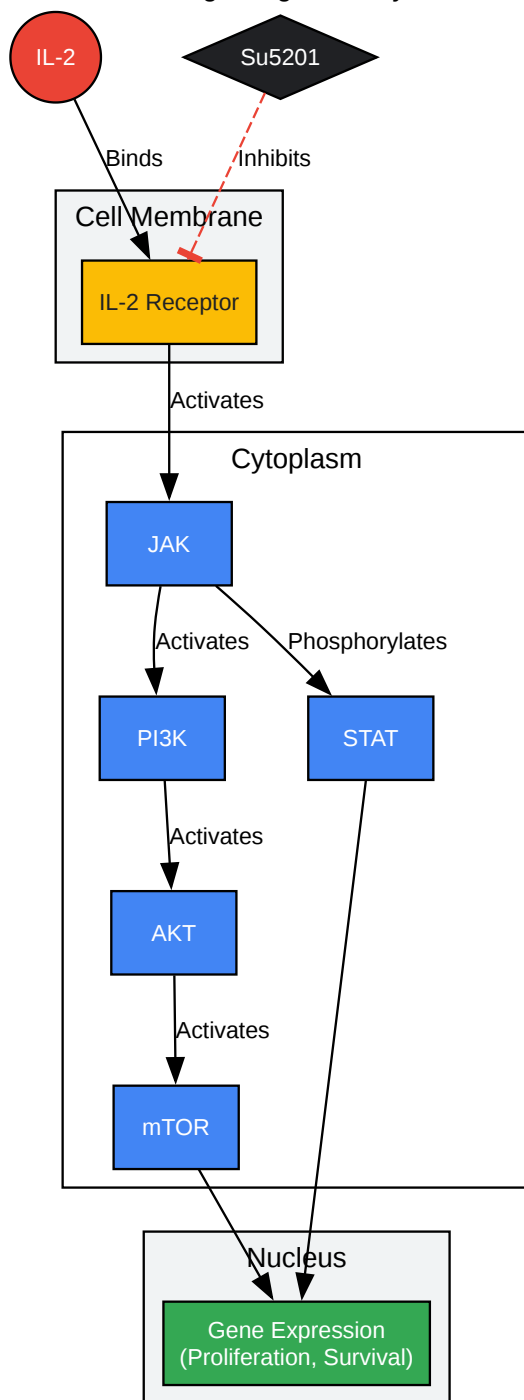 IL-2
Su5201
Binds
Inhibits
Cell Membrane
IL-2 Receptor
Activates
Cytoplasm
JAK
Activates
Phosphorylates
PI3K
STAT
Activates
AKT
Activates
mTOR
Nucleus
Gene Expression
(Proliferation, Survival)